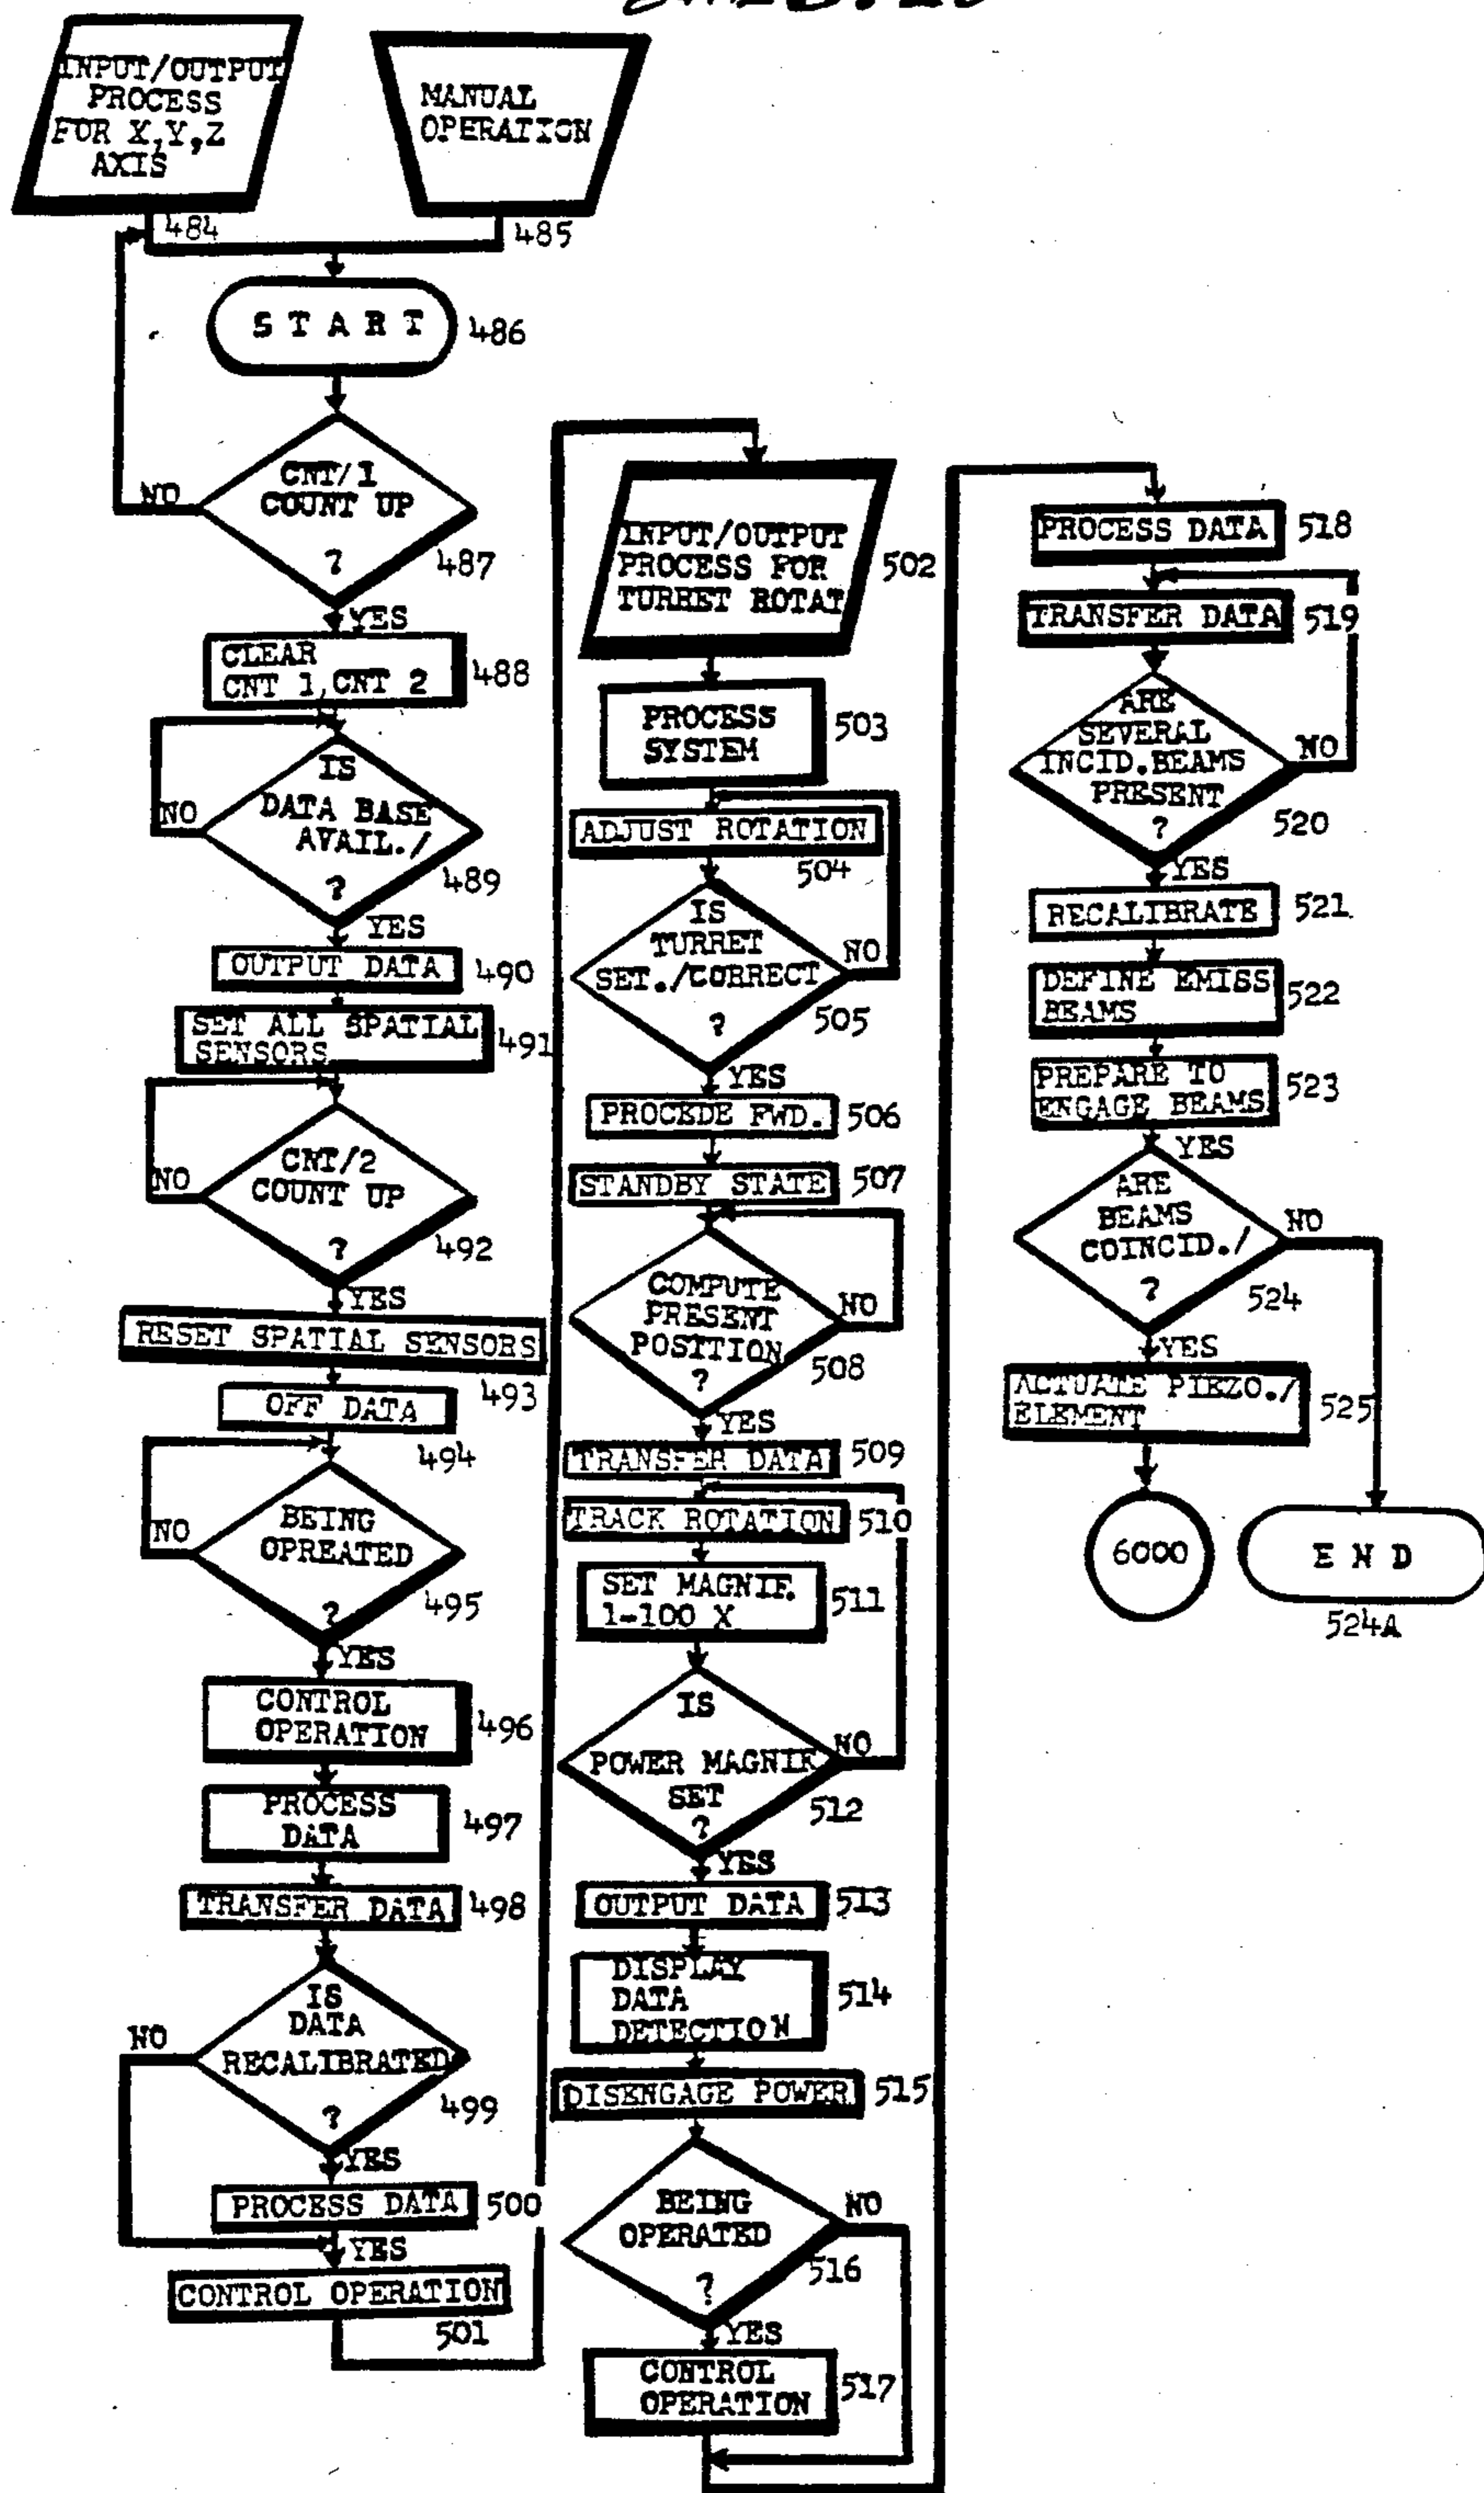 INPUT/OUTPUT
PROCESS
FOR X,Y,Z
AXIS
484
MANUAL
OPERATION
485
START
486
CNT/1
COUNT UP
?
487
NO
YES
CLEAR
CNT 1, CNT 2
488
IS
DATA BASE
AVAIL./
?
489
NO
YES
OUTPUT DATA
490
SET ALL SPATIAL
SENSORS
491
CNT/2
COUNT UP
?
492
NO
YES
RESET SPATIAL SENSORS
493
OFF DATA
494
BEING
OPREATED
?
495
NO
YES
CONTROL
OPERATION
496
PROCESS
DATA
497
TRANSFER DATA
498
IS
DATA
RECALIBRATED
?
499
NO
YES
PROCESS DATA
500
YES
CONTROL OPERATION
501
INPUT/OUTPUT
PROCESS FOR
TURRET ROTAT
502
PROCESS
SYSTEM
503
ADJUST ROTATION
504
IS
TURRET
SET./CORRECT
?
505
NO
YES
PROCEDE FWD.
506
STANDBY STATE
507
COMPUTE
PRESENT
POSITION
?
508
NO
YES
TRANSFER DATA
509
TRACK ROTATION
510
SET MAGNIF.
1-100 X
511
IS
POWER MAGNIF
SET
?
512
NO
YES
OUTPUT DATA
513
DISPLAY
DATA
DETECTION
514
DISENGAGE POWER
515
BEING
OPERATED
?
516
NO
YES
CONTROL
OPERATION
517
PROCESS DATA
518
TRANSFER DATA
519
ARE
SEVERAL
INCID.BEAMS
PRESENT
?
520
NO
YES
RECALIBRATE
521
DEFINE EMISS
BEAMS
522
PREPARE TO
ENGAGE BEAMS
523
YES
ARE
BEAMS
COINCID./
?
524
NO
YES
ACTUATE PIEZO./
ELEMENT
525
6000
END
524A